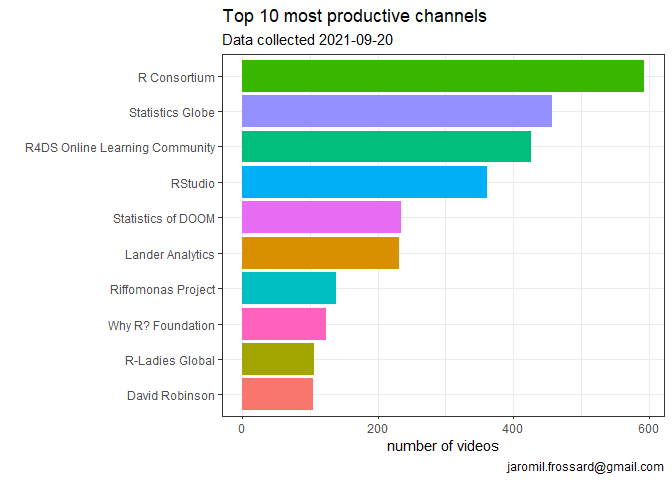 Top 10 most productive channels
Data collected 2021-09-20
R Consortium
Statistics Globe
R4DS Online Learning Community
RStudio
Statistics of DOOM
Lander Analytics
Riffomonas Project
Why R? Foundation
R-Ladies Global
David Robinson
0 200 400 600
number of videos
jaromil.frossard@gmail.com